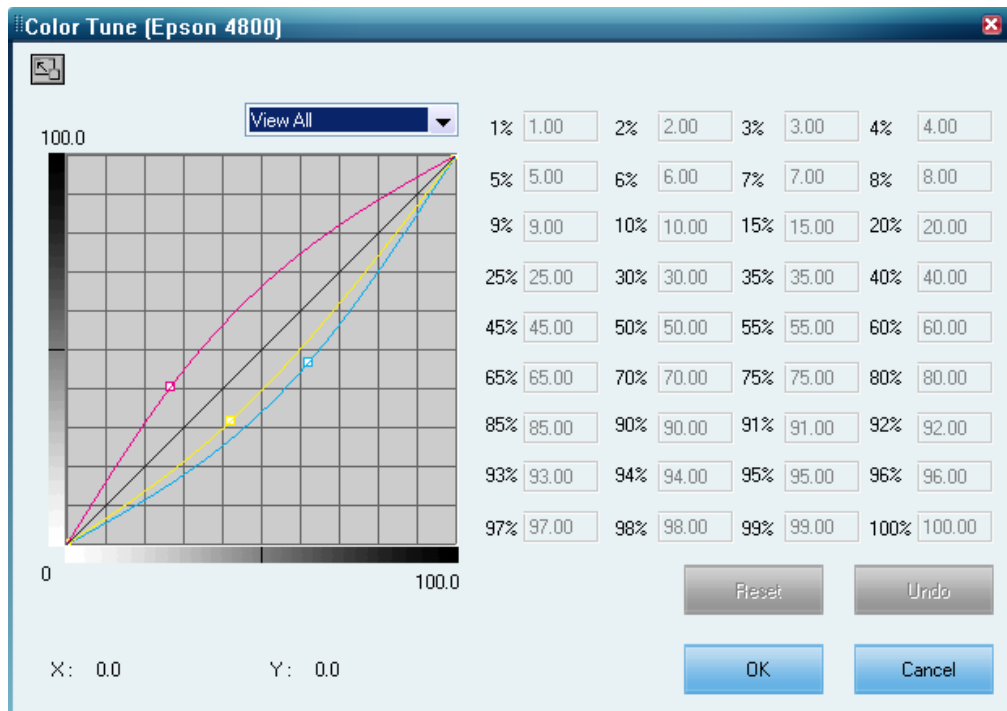 Color Tune (Epson 4800)
View All
100.0
0
100.0
1% 1.00 2% 2.00 3% 3.00 4% 4.00
5% 5.00 6% 6.00 7% 7.00 8% 8.00
9% 9.00 10% 10.00 15% 15.00 20% 20.00
25% 25.00 30% 30.00 35% 35.00 40% 40.00
45% 45.00 50% 50.00 55% 55.00 60% 60.00
65% 65.00 70% 70.00 75% 75.00 80% 80.00
85% 85.00 90% 90.00 91% 91.00 92% 92.00
93% 93.00 94% 94.00 95% 95.00 96% 96.00
97% 97.00 98% 98.00 99% 99.00 100% 100.00
Reset Undo
X: 0.0 Y: 0.0
OK Cancel